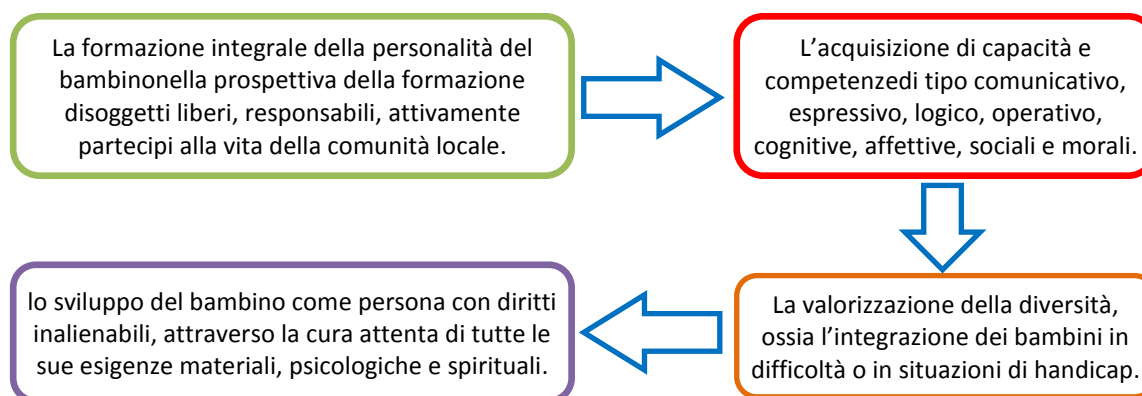 La formazione integrale della personalità del
bambinonella prospettiva della formazione
disoggetti liberi, responsabili, attivamente
partecipi alla vita della comunità locale.
L’acquisizione di capacità e
competenzedi tipo comunicativo,
espressivo, logico, operativo,
cognitive, affettive, sociali e morali.
La valorizzazione della diversità,
ossia l’integrazione dei bambini in
difficoltà o in situazioni di handicap.
lo sviluppo del bambino come persona con diritti
inalienabili, attraverso la cura attenta di tutte le
sue esigenze materiali, psicologiche e spirituali.